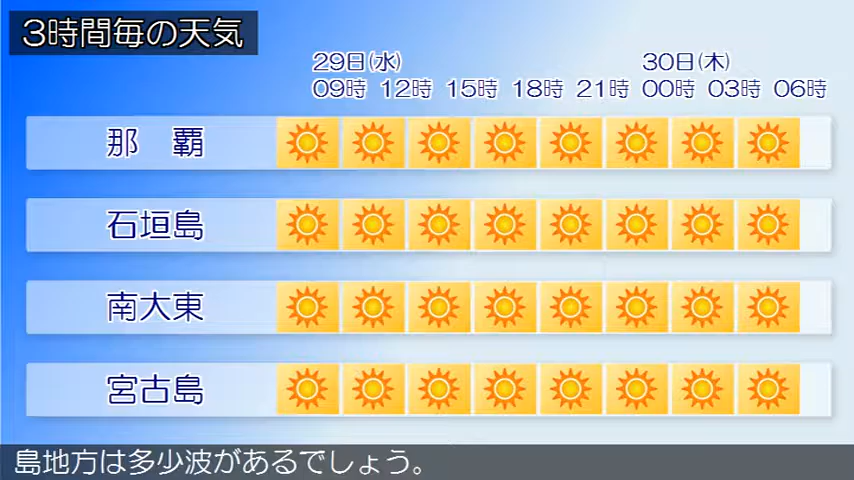 3時間毎の天気
29日(水) 30日(木)
09時 12時 15時 18時 21時 00時 03時 06時
那　覇
石垣島
南大東
宮古島
島地方は多少波があるでしょう。